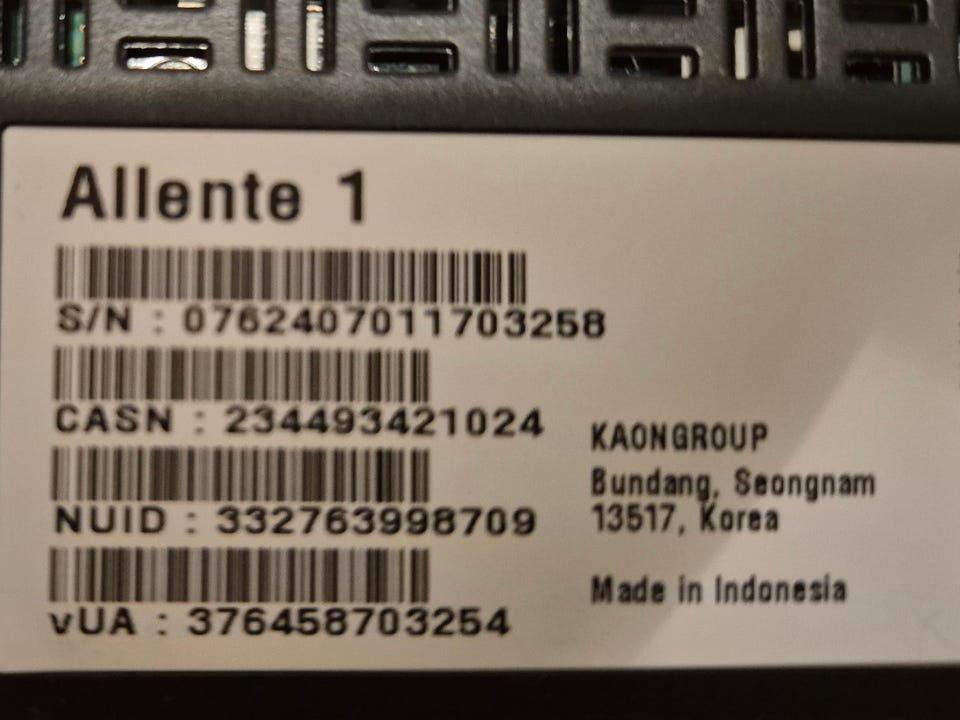 Allente 1
S/N : 0762407011703258
CASN : 234493421024
NUID : 332763998709
vUA : 376458703254
KAONGROUP
Bundang, Seongnam
13517, Korea
Made in Indonesia